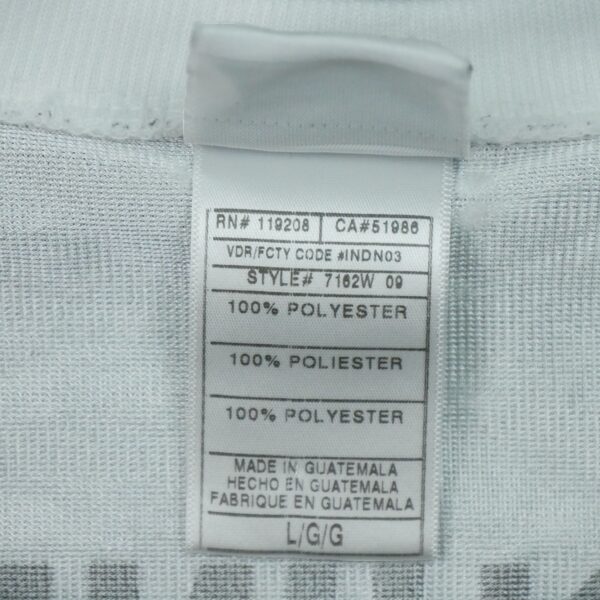 RN# 119208 CA#51986
VDR/FCTY CODE #INDN03
STYLE# 7162W 09
100% POLYESTER
100% POLIESTER
100% POLYESTER
MADE IN GUATEMALA
HECHO EN GUATEMALA
FABRIQUE EN GUATEMALA
L/G/G